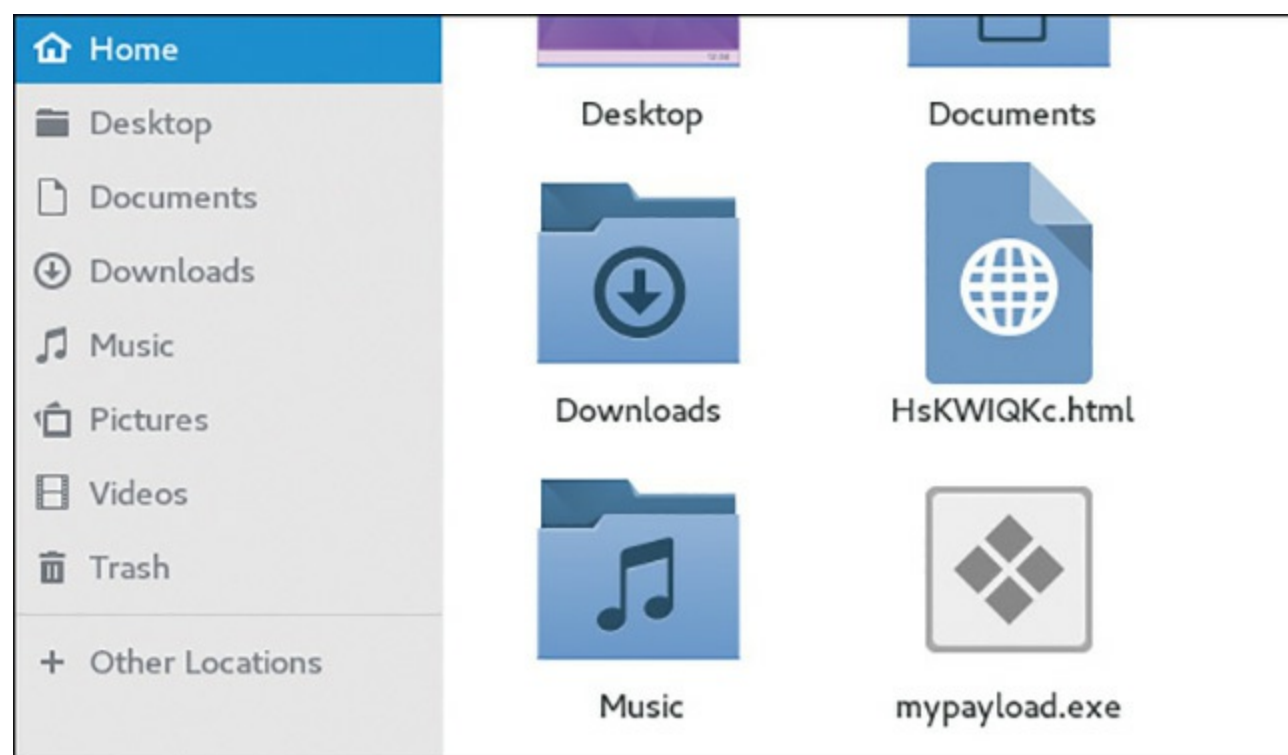 Home
Desktop
Documents
Downloads
Music
Pictures
Videos
Trash
+ Other Locations
Desktop
Documents
Downloads
HsKWIQKc.html
Music
mypayload.exe